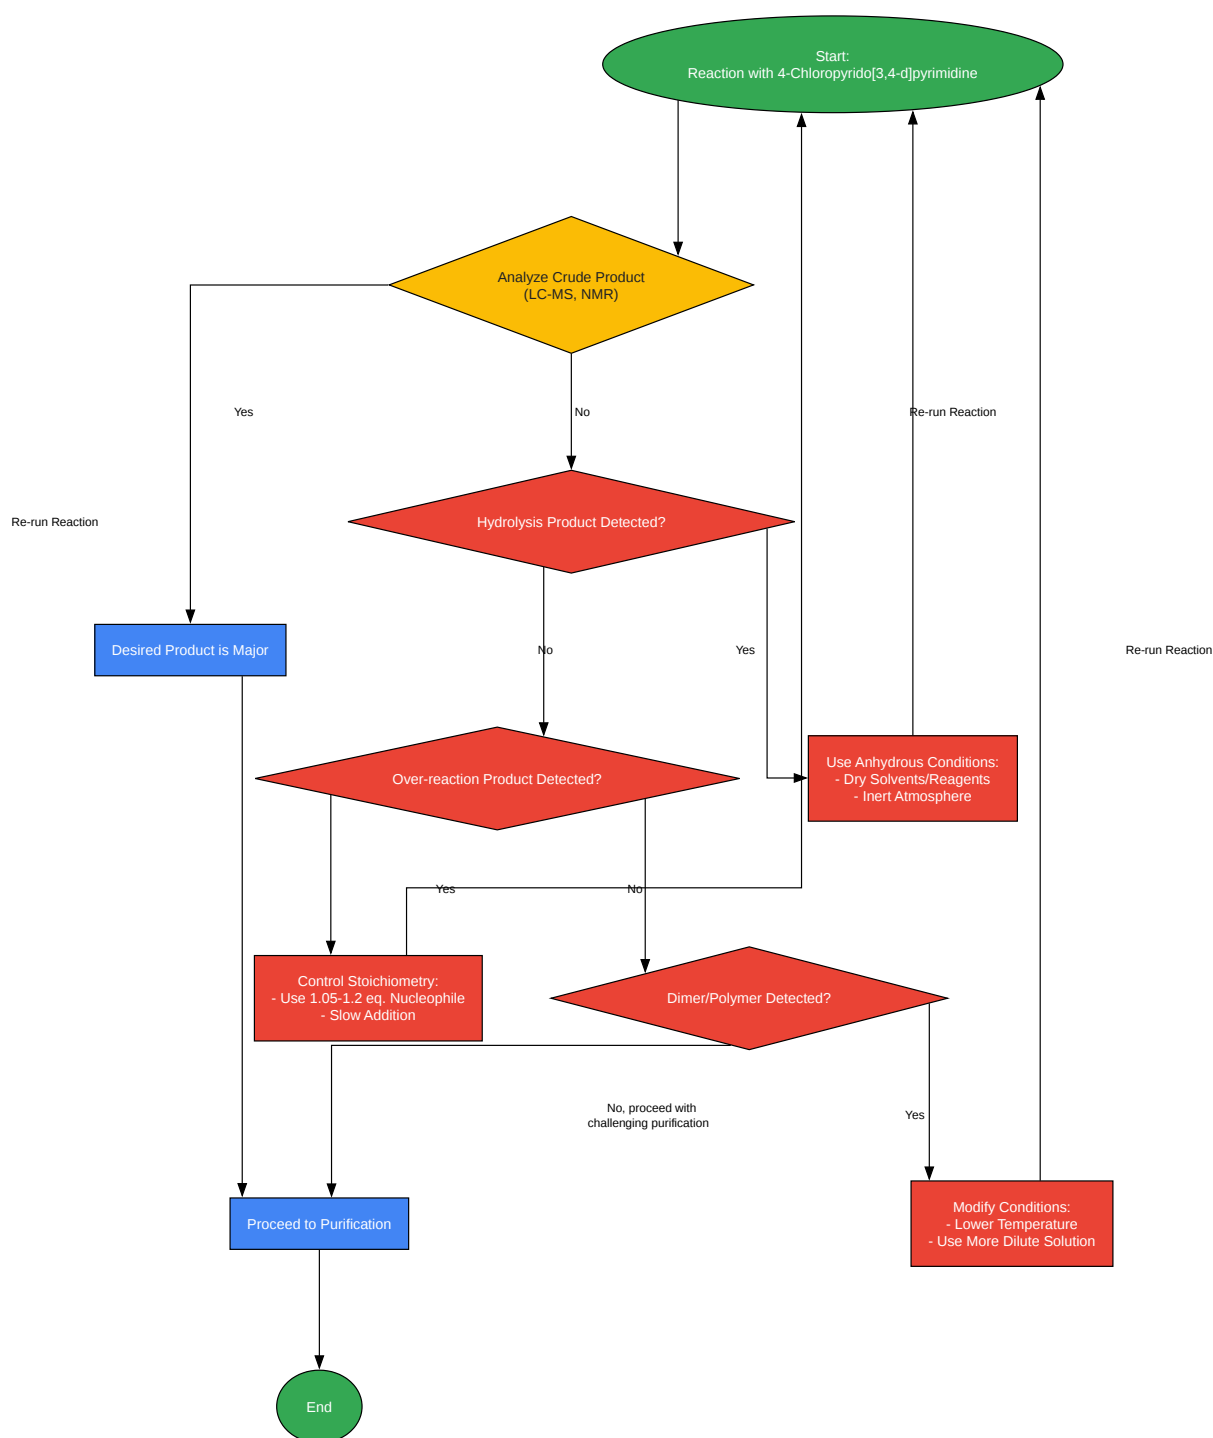 Start:
Reaction with 4-Chloropyrido[3,4-d]pyrimidine
Analyze Crude Product
(LC-MS, NMR)
Yes
No
Re-run Reaction
Hydrolysis Product Detected?
Re-run Reaction
Desired Product is Major
No
Yes
Re-run Reaction
Use Anhydrous Conditions:
- Dry Solvents/Reagents
- Inert Atmosphere
Over-reaction Product Detected?
Yes
No
Control Stoichiometry:
- Use 1.05-1.2 eq. Nucleophile
- Slow Addition
Dimer/Polymer Detected?
No, proceed with
challenging purification
Yes
Proceed to Purification
Modify Conditions:
- Lower Temperature
- Use More Dilute Solution
End